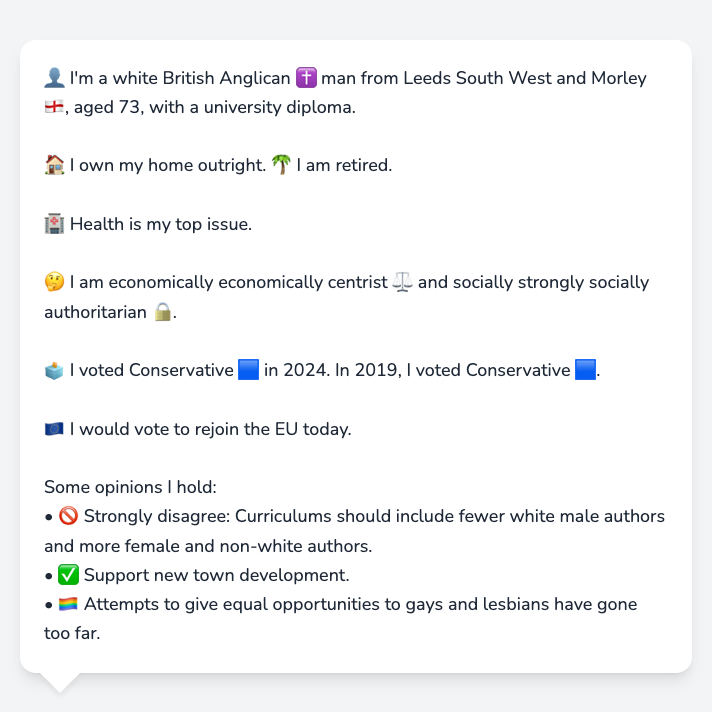 👤 I'm a white British Anglican ✝️ man from Leeds South West and Morley
🏴󠁧󠁢󠁥󠁮󠁧󠁿, aged 73, with a university diploma.
🏠 I own my home outright. 🌴 I am retired.
🏥 Health is my top issue.
🤔 I am economically economically centrist ⚖️ and socially strongly socially
authoritarian 🔒.
🗳️ I voted Conservative 🟦 in 2024. In 2019, I voted Conservative 🟦.
🇪🇺 I would vote to rejoin the EU today.
Some opinions I hold:
• 🚫 Strongly disagree: Curriculums should include fewer white male authors
and more female and non-white authors.
• ✅ Support new town development.
• 🏳️‍🌈 Attempts to give equal opportunities to gays and lesbians have gone
too far.